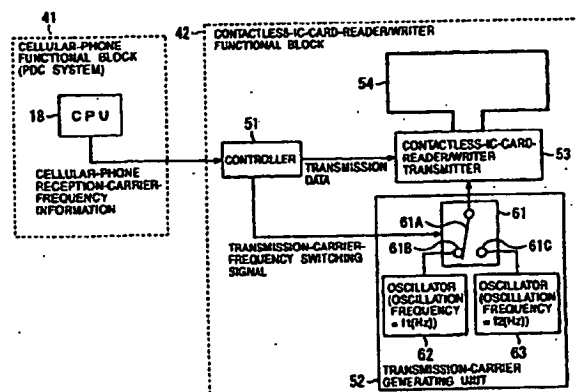 41
CELLULAR-PHONE
FUNCTIONAL BLOCK
(PDC SYSTEM)
18
CPU
CELLULAR-PHONE
RECEPTION-CARRIER-
FREQUENCY
INFORMATION
42
CONTACTLESS-IC-CARD-READER/WRITER
FUNCTIONAL BLOCK
54
51
CONTROLLER
TRANSMISSION
DATA
CONTACTLESS-IC-CARD-
READER/WRITER
TRANSMITTER
53
TRANSMISSION-CARRIER-
FREQUENCY SWITCHING
SIGNAL
61A
61
61B
61C
OSCILLATOR
(OSCILLATION
FREQUENCY
= f1(Hz))
62
OSCILLATOR
(OSCILLATION
FREQUENCY
= f2(Hz))
63
52
TRANSMISSION-CARRIER
GENERATING UNIT